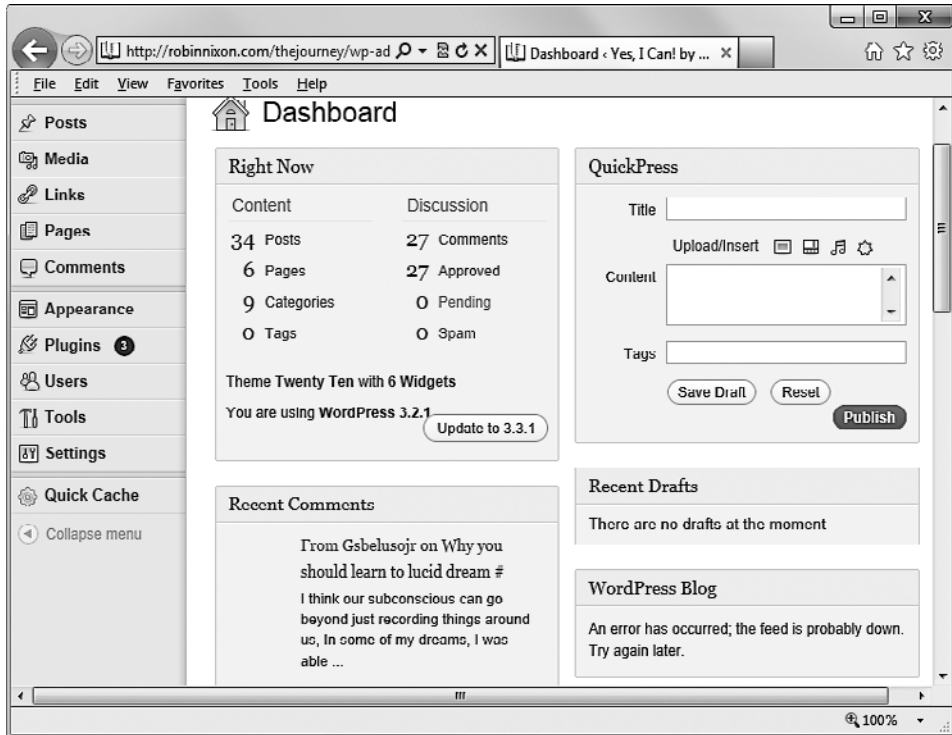 http://robinnixon.com/thejourney/wp-ad
Dashboard ‹ Yes, I Can! by ...
File Edit View Favorites Tools Help
Posts
Media
Links
Pages
Comments
Appearance
Plugins 3
Users
Tools
Settings
Quick Cache
Collapse menu
Dashboard
Right Now
Content Discussion
34 Posts 27 Comments
6 Pages 27 Approved
9 Categories 0 Pending
0 Tags 0 Spam
Theme Twenty Ten with 6 Widgets
You are using WordPress 3.2.1
Update to 3.3.1
Recent Comments
From Gsbelusojr on Why you
should learn to lucid dream #
I think our subconscious can go
beyond just recording things around
us, In some of my dreams, I was
able ...
QuickPress
Title
Upload/Insert
Content
Tags
Save Draft Reset
Publish
Recent Drafts
There are no drafts at the moment
WordPress Blog
An error has occurred; the feed is probably down.
Try again later.
100%